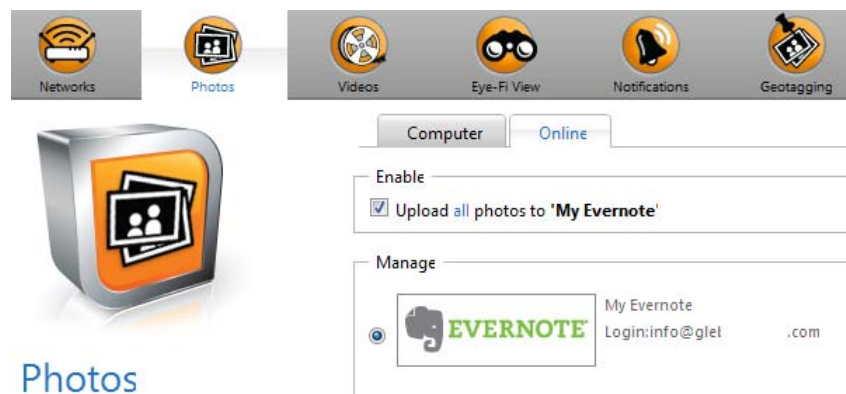 Networks
Photos
Videos
Eye-Fi View
Notifications
Geotagging
Computer
Online
Enable
Upload all photos to 'My Evernote'
Manage
EVERNOTE
My Evernote
Login:info@ .com
Photos